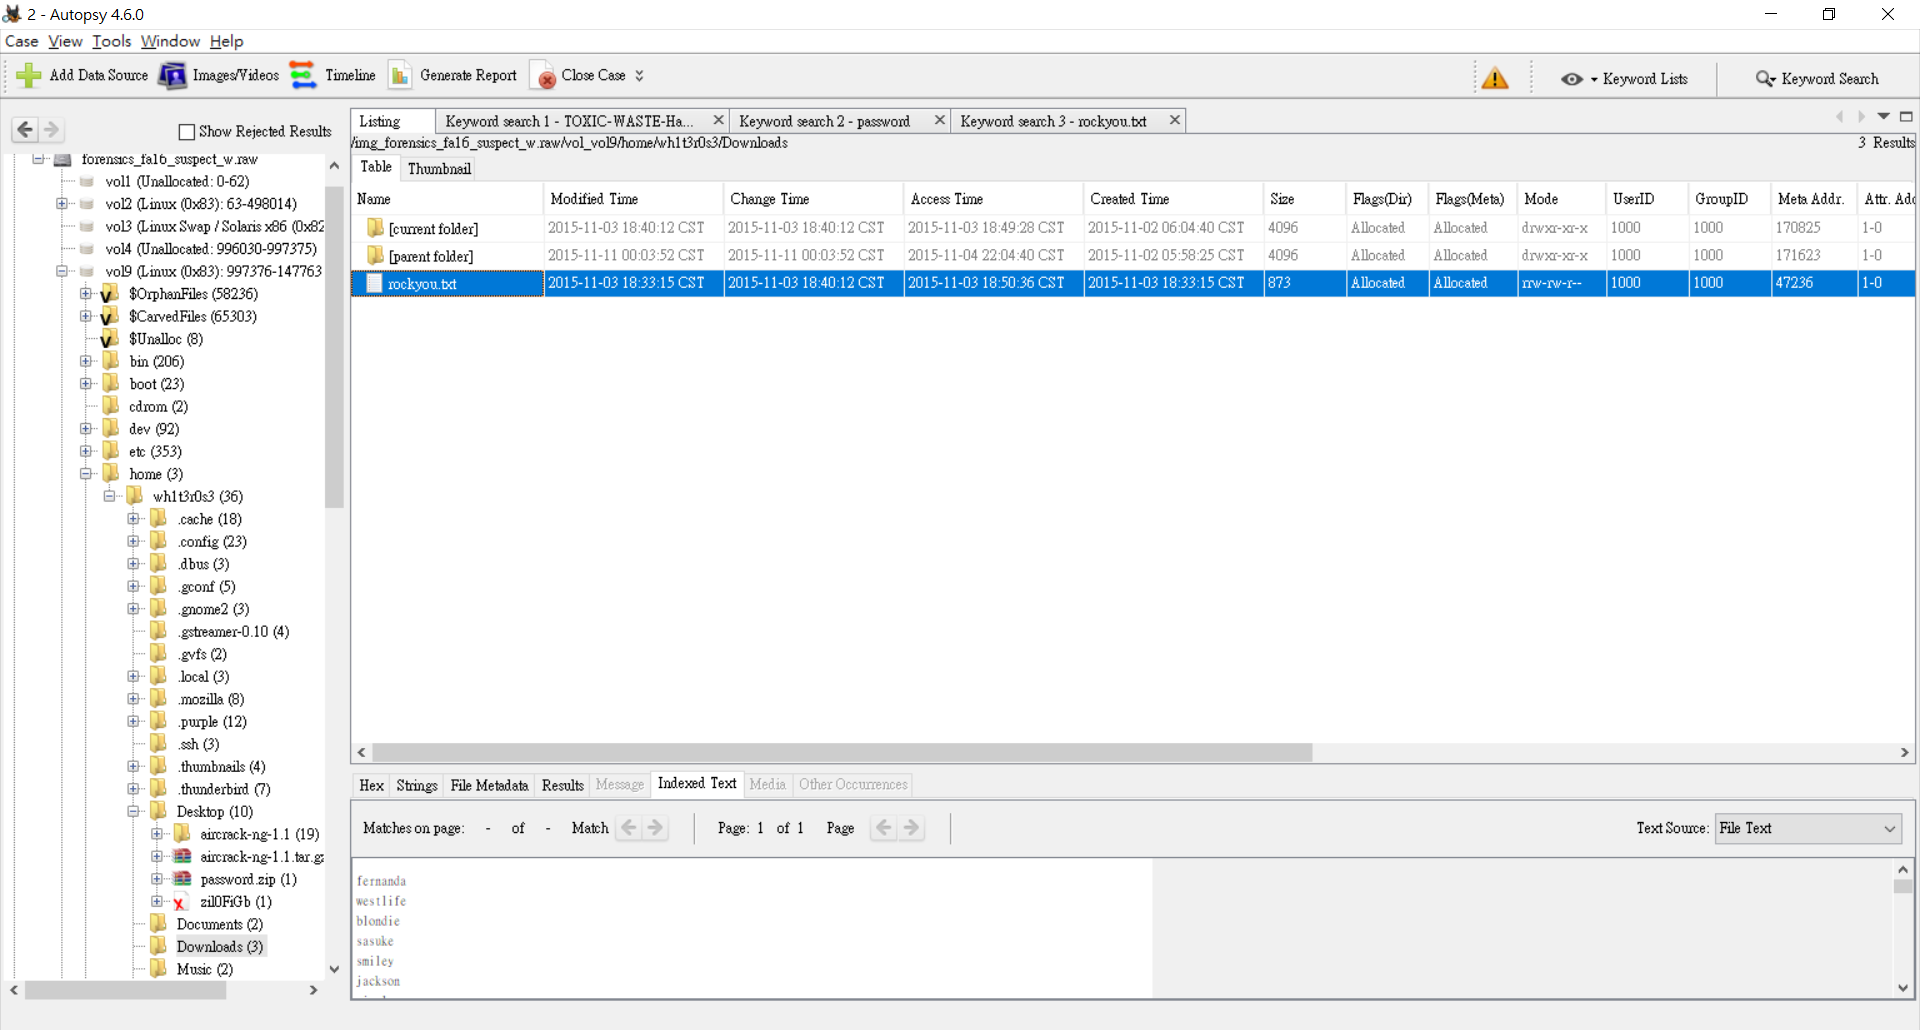 2 - Autopsy 4.6.0
Case View Tools Window Help
Add Data Source Images/Videos Timeline Generate Report Close Case Keyword Lists Keyword Search
Show Rejected Results
forensics_fa16_suspect_w.raw
vol1 (Unallocated: 0-62)
vol2 (Linux (0x83): 63-498014)
vol3 (Linux Swap / Solaris x86 (0x82
vol4 (Unallocated: 996030-997375)
vol9 (Linux (0x83): 997376-147763
$OrphanFiles (58236)
$CarvedFiles (65303)
$Unalloc (8)
bin (206)
boot (23)
cdrom (2)
dev (92)
etc (353)
home (3)
wh1t3r0s3 (36)
.cache (18)
.config (23)
.dbus (3)
.gconf (5)
.gnome2 (3)
.gstreamer-0.10 (4)
.gvfs (2)
.local (3)
.mozilla (8)
.purple (12)
.ssh (3)
.thumbnails (4)
.thunderbird (7)
Desktop (10)
aircrack-ng-1.1 (19)
aircrack-ng-1.1.tar.gz
password.zip (1)
zil0FiGb (1)
Documents (2)
Downloads (3)
Music (2)
Listing Keyword search 1 - TOXIC-WASTE-Ha... Keyword search 2 - password Keyword search 3 - rockyou.txt
/img_forensics_fa16_suspect_w.raw/vol_vol9/home/wh1t3r0s3/Downloads 3 Results
Table Thumbnail
Name Modified Time Change Time Access Time Created Time Size Flags(Dir) Flags(Meta) Mode UserID GroupID Meta Addr. Attr. Add
[current folder] 2015-11-03 18:40:12 CST 2015-11-03 18:40:12 CST 2015-11-03 18:49:28 CST 2015-11-02 06:04:40 CST 4096 Allocated Allocated drwxr-xr-x 1000 1000 170825 1-0
[parent folder] 2015-11-11 00:03:52 CST 2015-11-11 00:03:52 CST 2015-11-04 22:04:40 CST 2015-11-02 05:58:25 CST 4096 Allocated Allocated drwxr-xr-x 1000 1000 171623 1-0
rockyou.txt 2015-11-03 18:33:15 CST 2015-11-03 18:40:12 CST 2015-11-03 18:50:36 CST 2015-11-03 18:33:15 CST 873 Allocated Allocated rrw-rw-r-- 1000 1000 47236 1-0
Hex Strings File Metadata Results Message Indexed Text Media Other Occurrences
Matches on page: - of - Match Page: 1 of 1 Page Text Source: File Text
fernanda
westlife
blondie
sasuke
smiley
jackson